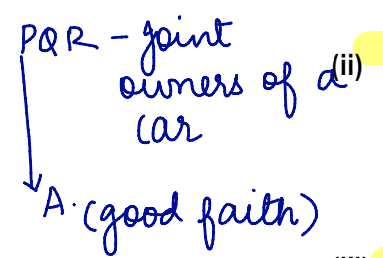 PQR - joint
owners of a (ii)
car
A. (good faith)